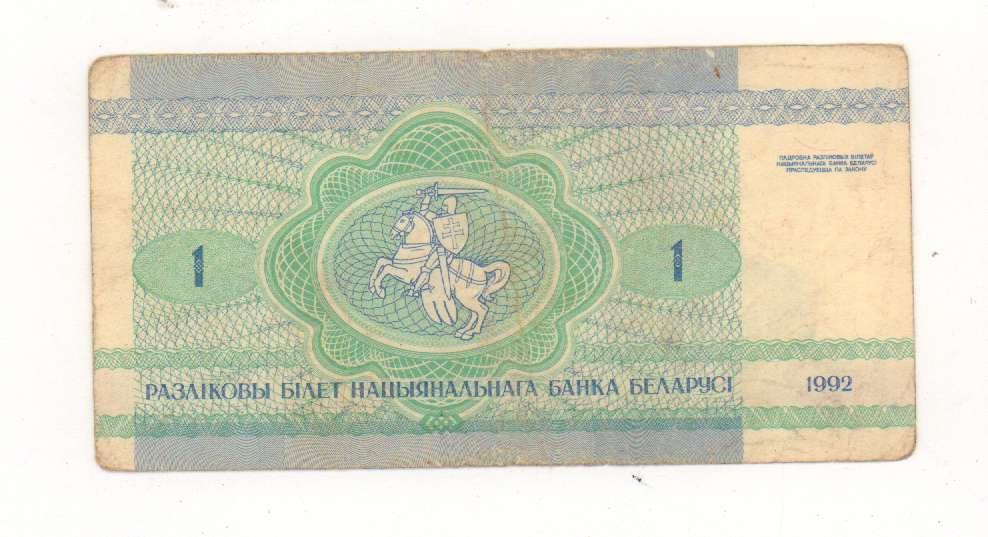 ПАДРОБКА РАЗЛІКОВЫХ БІЛЕТАЎ
НАЦЫЯНАЛЬНАГА БАНКА БЕЛАРУСІ
ПРАСЛЕДУЕЦЦА ПА ЗАКОНУ
1 1
РАЗЛІКОВЫ БІЛЕТ НАЦЫЯНАЛЬНАГА БАНКА БЕЛАРУСІ 1992